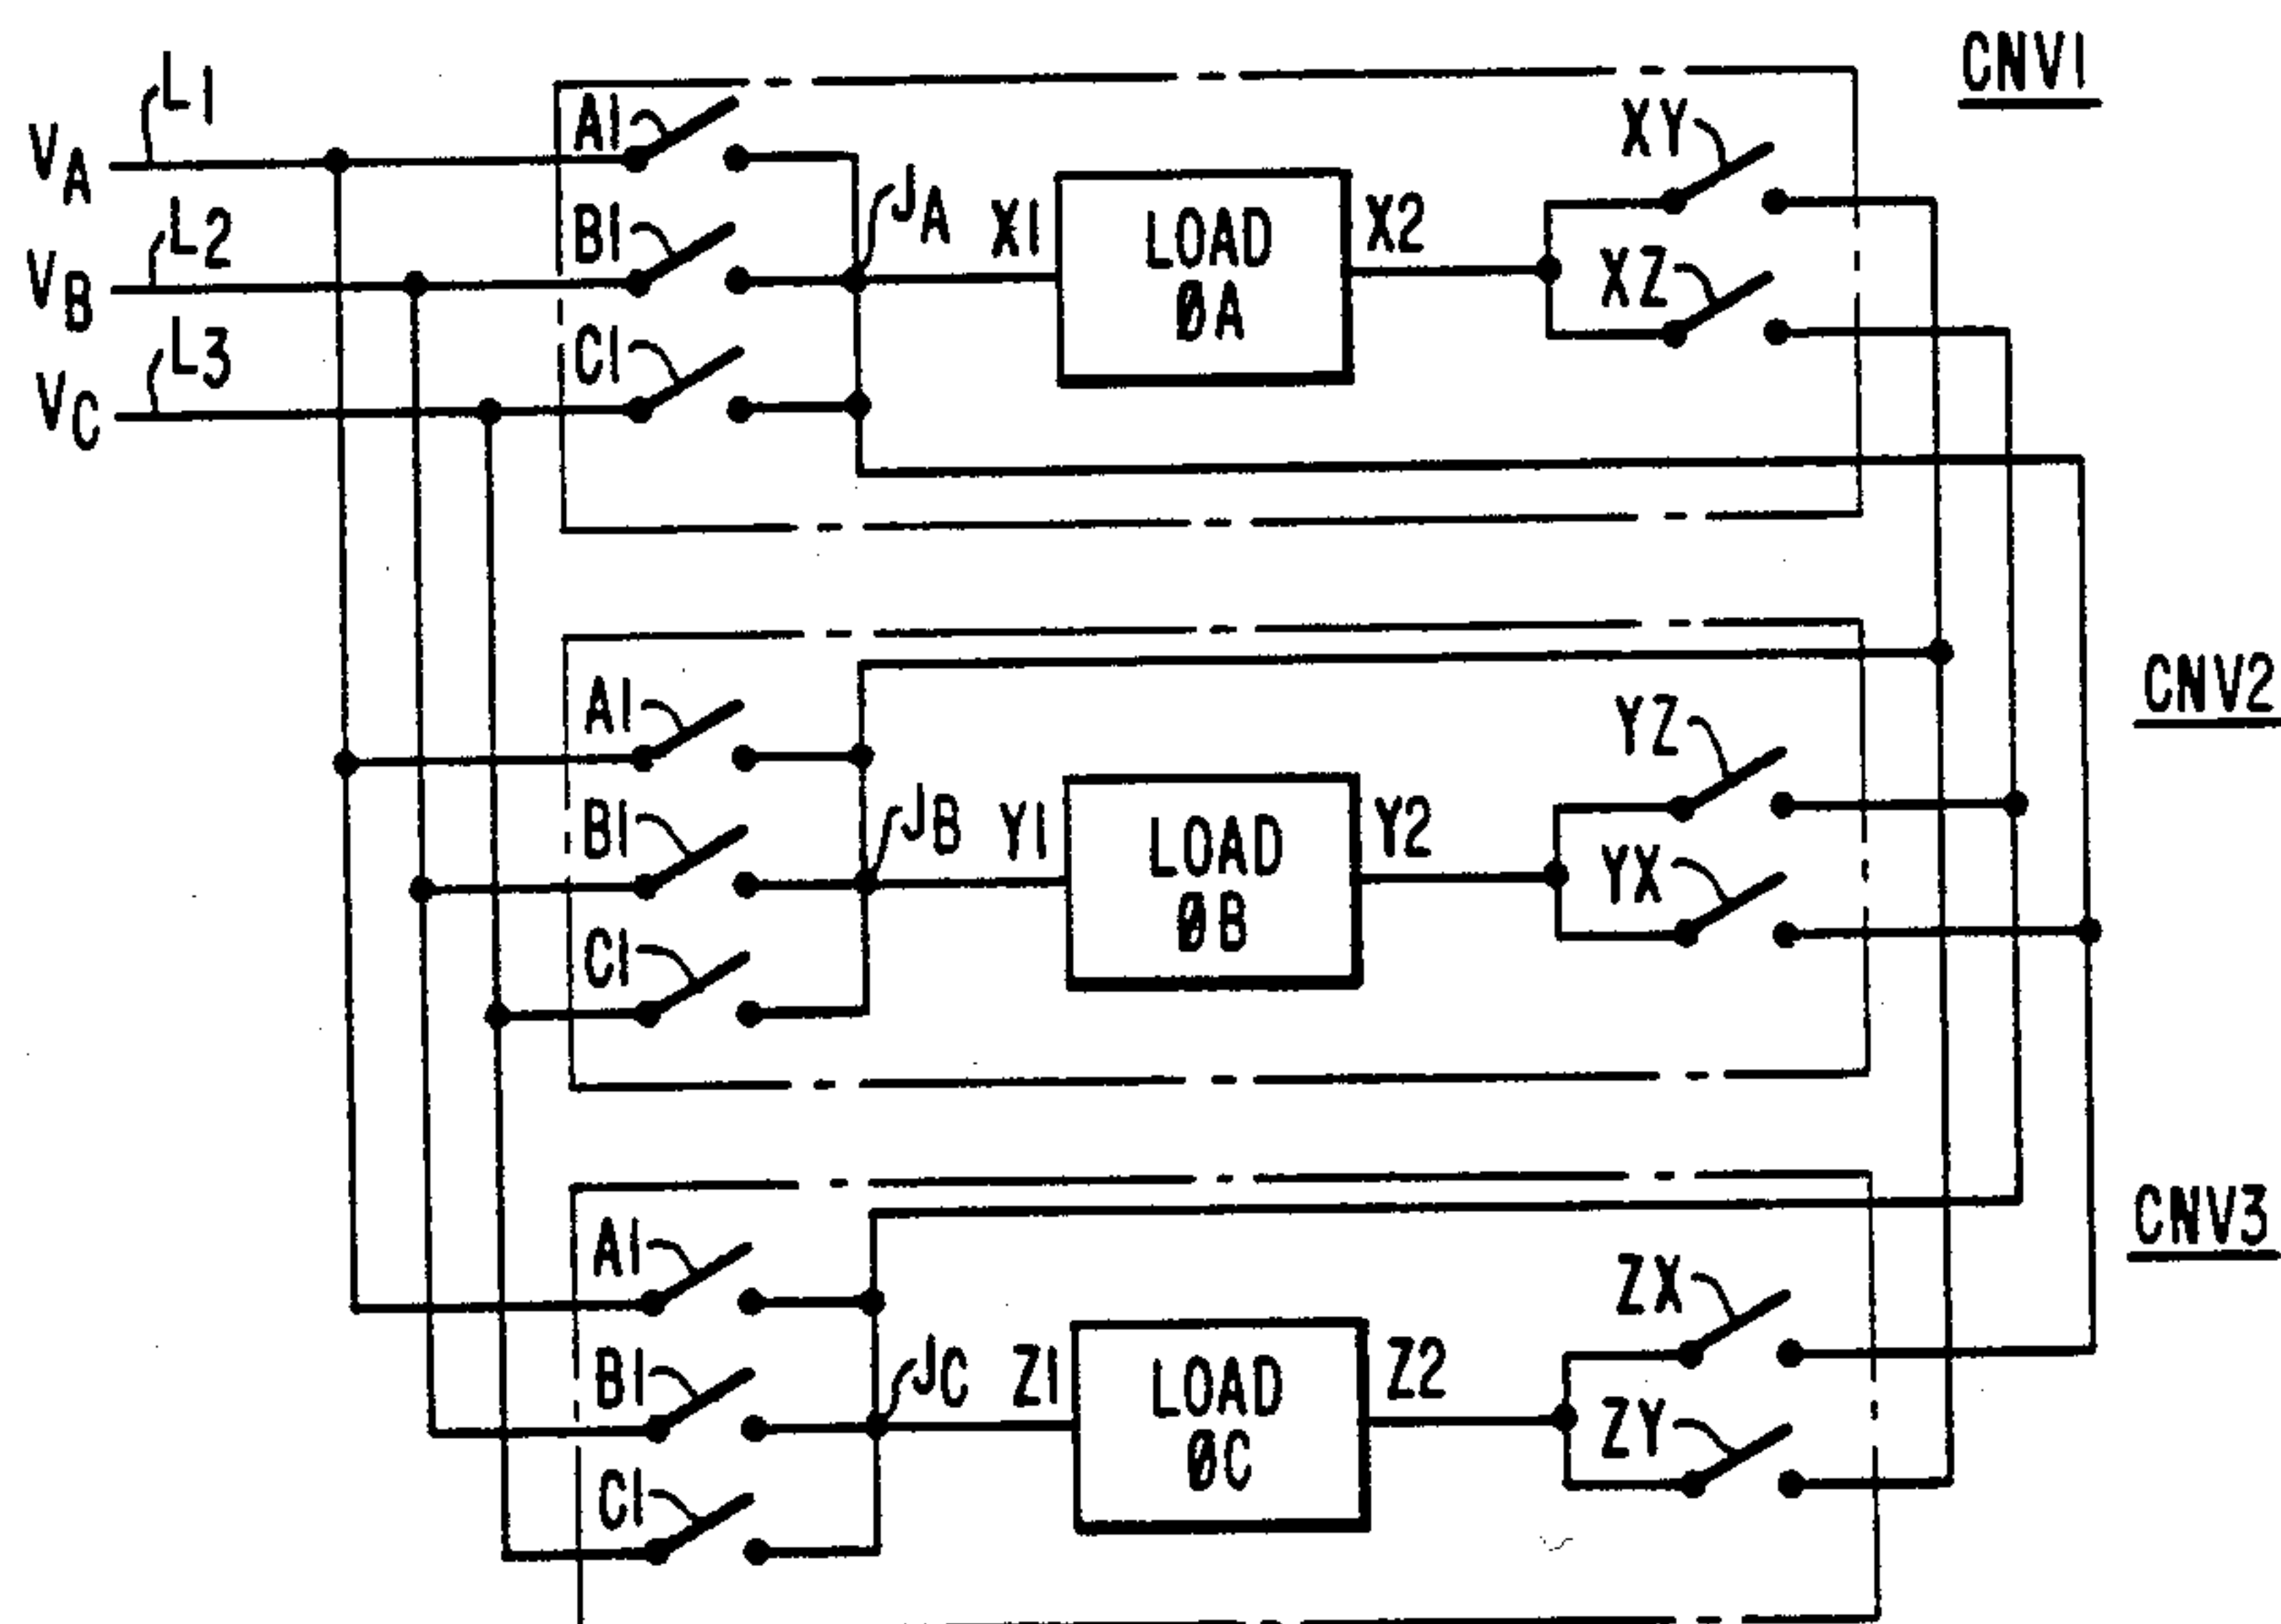 CNV1
L1
VA
L2
VB
L3
VC
A1
B1
C1
JA
X1
LOAD
ØA
X2
XY
XZ
CNV2
A1
B1
C1
JB
Y1
LOAD
ØB
Y2
YZ
YX
CNV3
A1
B1
C1
JC
Z1
LOAD
ØC
Z2
ZX
ZY